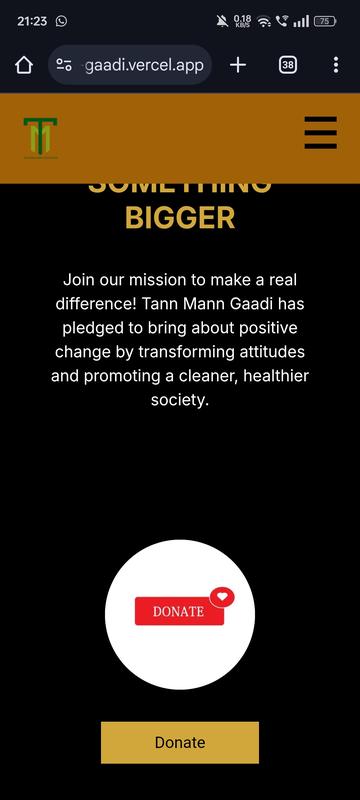 21:23
0.18
KB/S
75
gaadi.vercel.app
38
SOMETHING
BIGGER
Join our mission to make a real
difference! Tann Mann Gaadi has
pledged to bring about positive
change by transforming attitudes
and promoting a cleaner, healthier
society.
DONATE
Donate